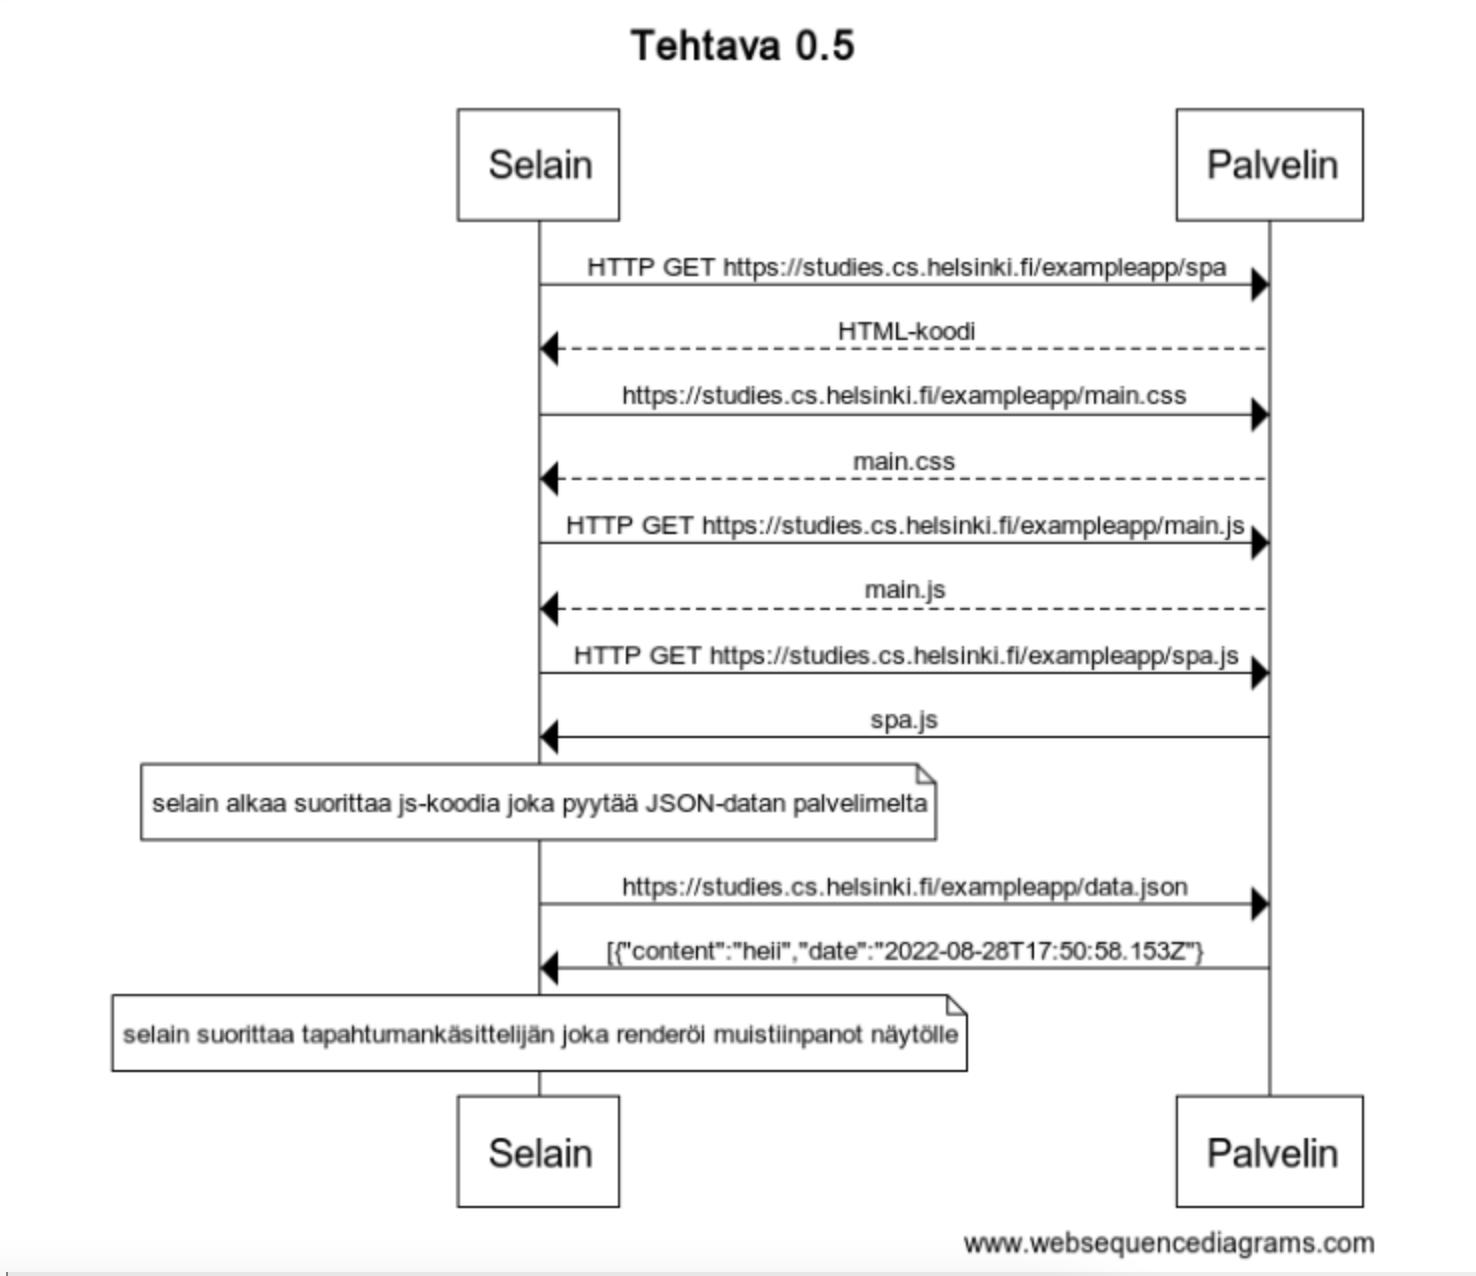 Tehtava 0.5
Selain
Palvelin
HTTP GET https://studies.cs.helsinki.fi/exampleapp/spa
HTML-koodi
https://studies.cs.helsinki.fi/exampleapp/main.css
main.css
HTTP GET https://studies.cs.helsinki.fi/exampleapp/main.js
main.js
HTTP GET https://studies.cs.helsinki.fi/exampleapp/spa.js
spa.js
selain alkaa suorittaa js-koodia joka pyytää JSON-datan palvelimelta
https://studies.cs.helsinki.fi/exampleapp/data.json
[{"content":"heii","date":"2022-08-28T17:50:58.153Z"}
selain suorittaa tapahtumankäsittelijän joka renderöi muistiinpanot näytölle
Selain
Palvelin
www.websequencediagrams.com